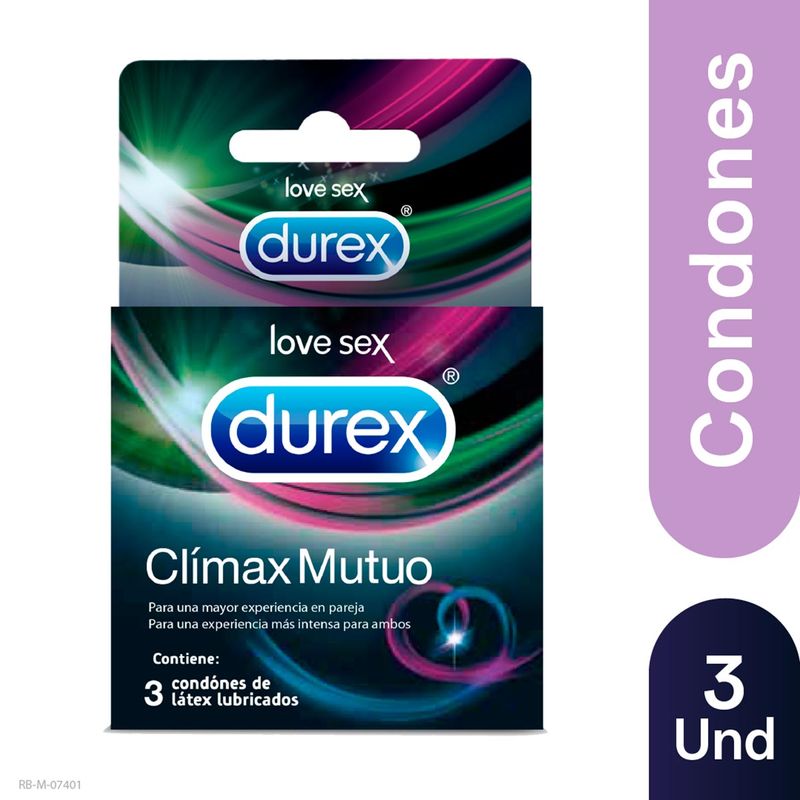 love sex
durex®
love sex
durex®
Clímax Mutuo
Para una mayor experiencia en pareja
Para una experiencia más intensa para ambos
Contiene:
3 condónes de
látex lubricados
Condones
3
Und
RB-M-07401